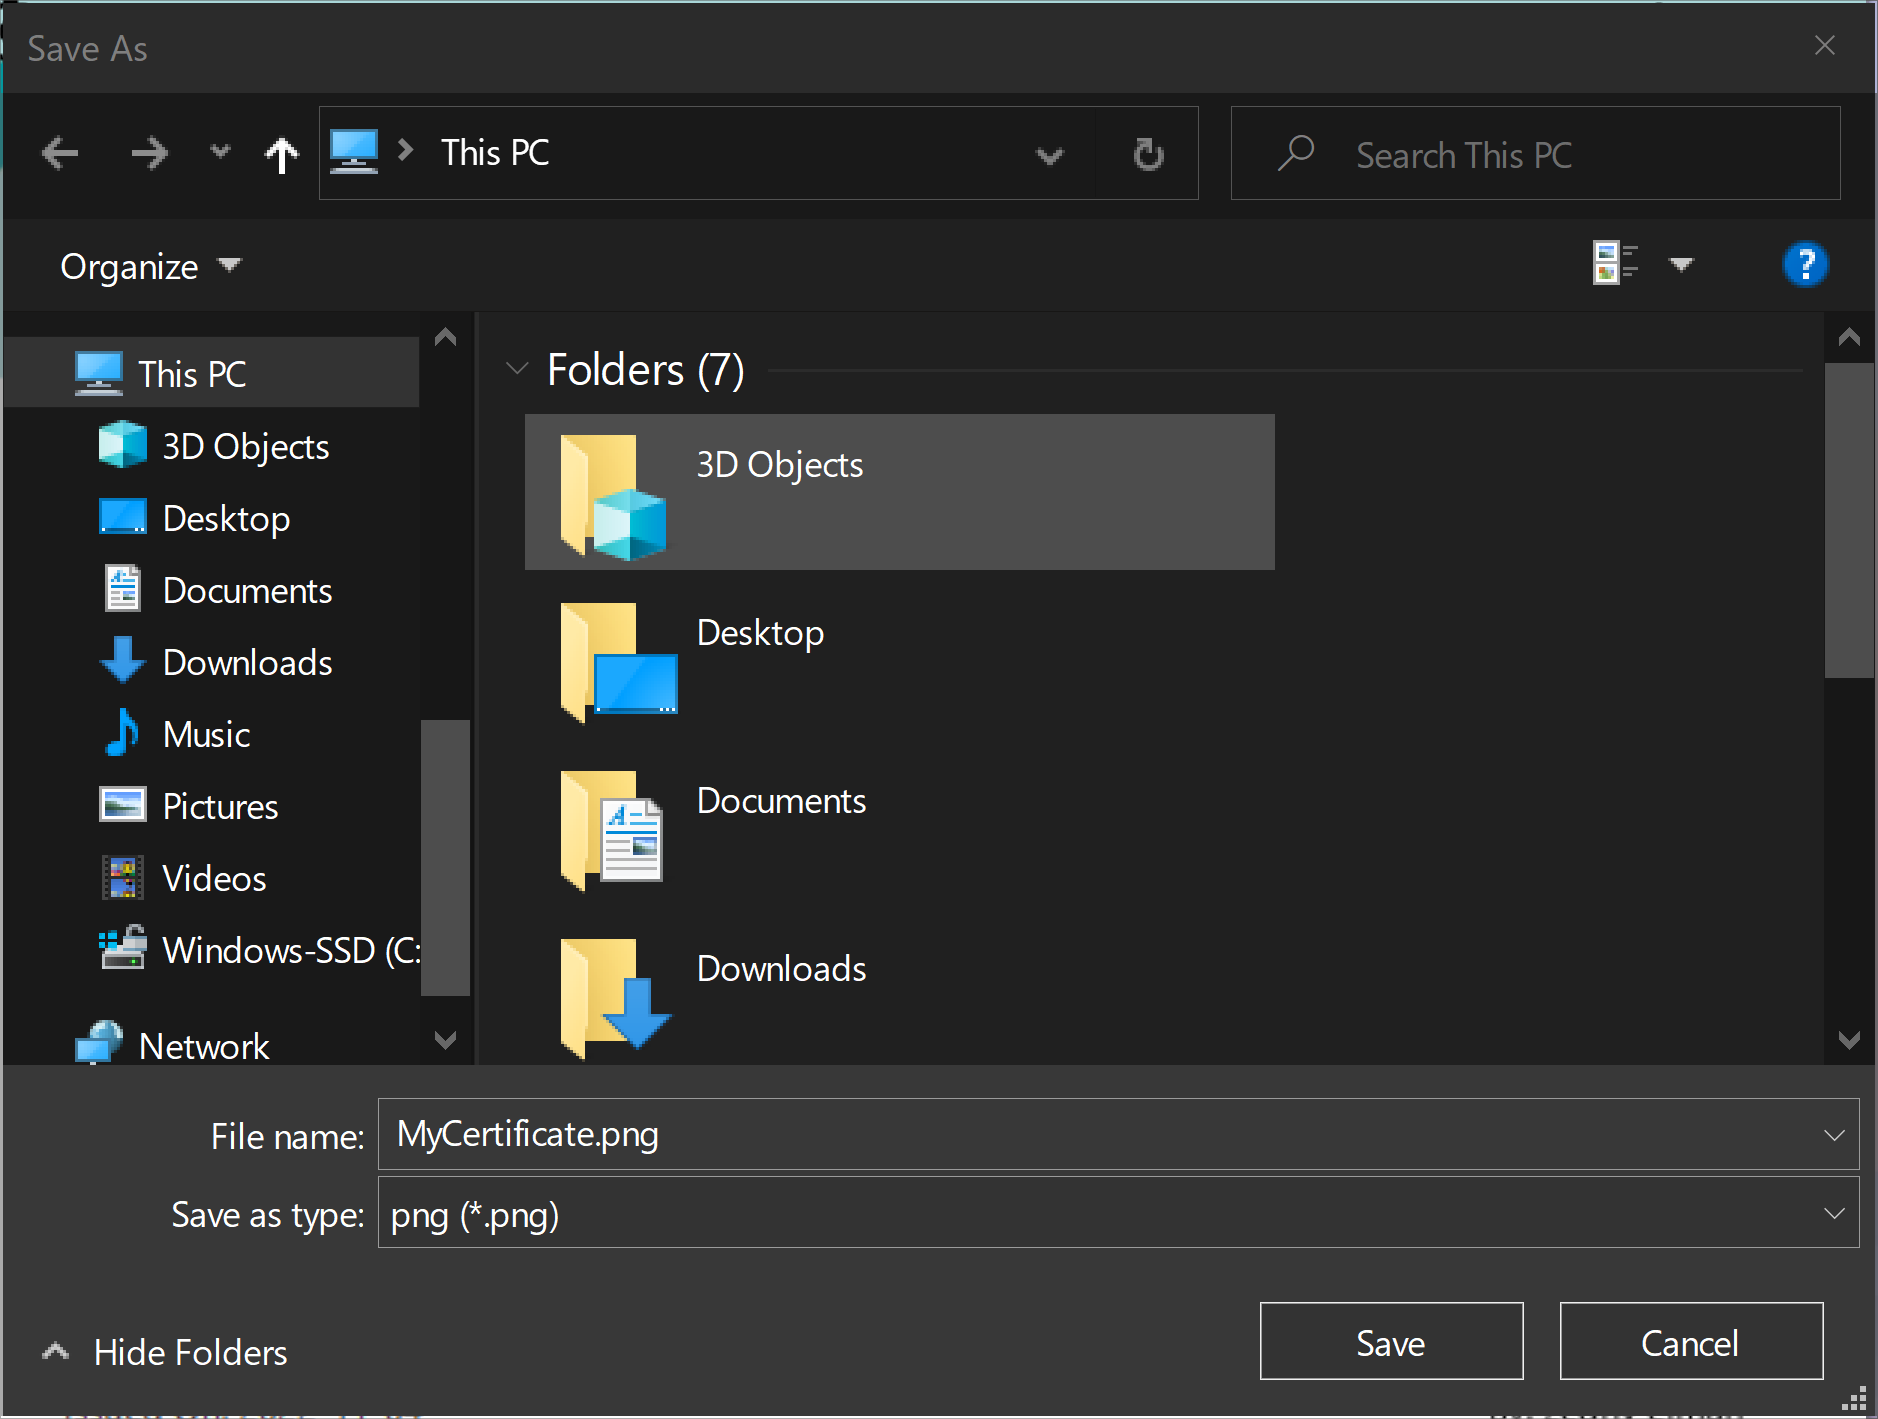 Save As
This PC
Search This PC
Organize
This PC
3D Objects
Desktop
Documents
Downloads
Music
Pictures
Videos
Windows-SSD (C:
Network
Folders (7)
3D Objects
Desktop
Documents
Downloads
File name: MyCertificate.png
Save as type: png (*.png)
Hide Folders
Save
Cancel